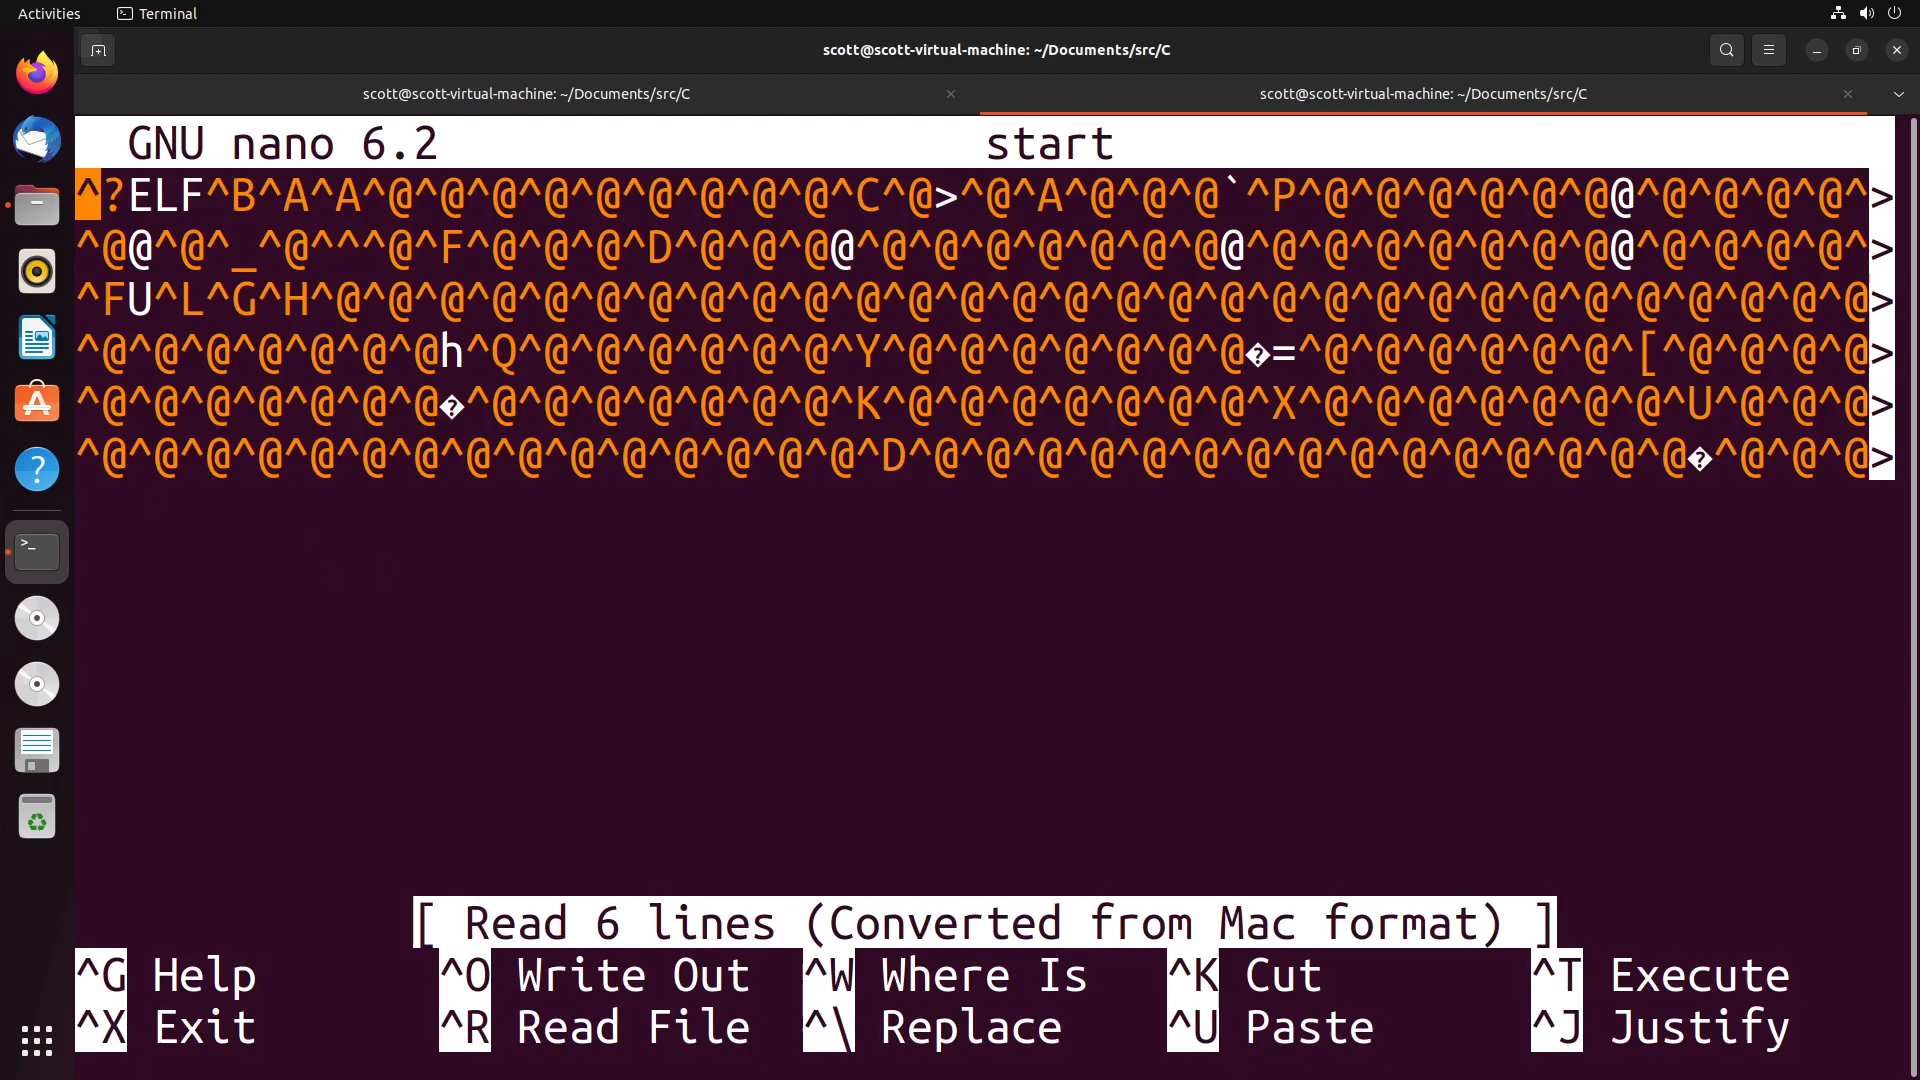 Activities Terminal
scott@scott-virtual-machine: ~/Documents/src/C
scott@scott-virtual-machine: ~/Documents/src/C scott@scott-virtual-machine: ~/Documents/src/C
GNU nano 6.2 start
^?ELF^B^A^A^@^@^@^@^@^@^@^@^@^C^@>^@^A^@^@^@`^P^@^@^@^@^@^@@^@^@^@^@^>
^@@^@^_^@^^^@^F^@^@^@^D^@^@^@@^@^@^@^@^@^@^@@^@^@^@^@^@^@^@@^@^@^@^@^>
^FU^L^G^H^@^@^@^@^@^@^@^@^@^@^@^@^@^@^@^@^@^@^@^@^@^@^@^@^@^@^@^@^@^@>
^@^@^@^@^@^@^@h^Q^@^@^@^@^@^@^Y^@^@^@^@^@^@^@�=^@^@^@^@^@^@^[^@^@^@^@>
^@^@^@^@^@^@^@�^@^@^@^@^@^@^@^K^@^@^@^@^@^@^@^X^@^@^@^@^@^@^@^U^@^@^@>
^@^@^@^@^@^@^@^@^@^@^@^@^@^@^@^D^@^@^@^@^@^@^@^@^@^@^@^@^@^@^@�^@^@^@>
[ Read 6 lines (Converted from Mac format) ]
^G Help ^O Write Out ^W Where Is ^K Cut ^T Execute
^X Exit ^R Read File ^\ Replace ^U Paste ^J Justify